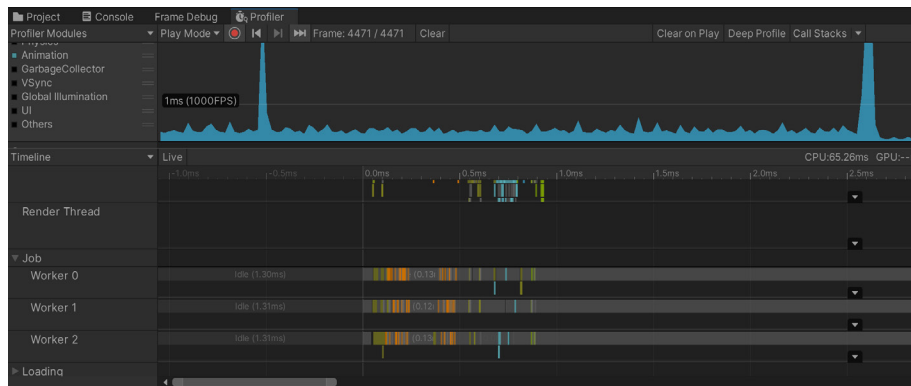 Project Console Frame Debug Profiler
Profiler Modules Play Mode Frame: 4471 / 4471 Clear Clear on Play Deep Profile Call Stacks
Physics
Animation
GarbageCollector
VSync
Global Illumination
UI
Others
1ms (1000FPS)
Timeline Live CPU:65.26ms GPU:--
-1.0ms -0.5ms 0.0ms 0.5ms 1.0ms 1.5ms 2.0ms 2.5ms
Render Thread
Job
Worker 0 Idle (1.30ms)
Worker 1 Idle (1.31ms)
Worker 2 Idle (1.31ms)
Loading